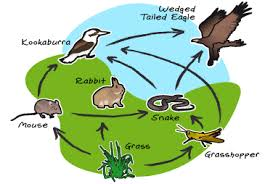 Wedged
Tailed Eagle
Kookaburra
Rabbit
Mouse
Snake
Grass
Grasshopper